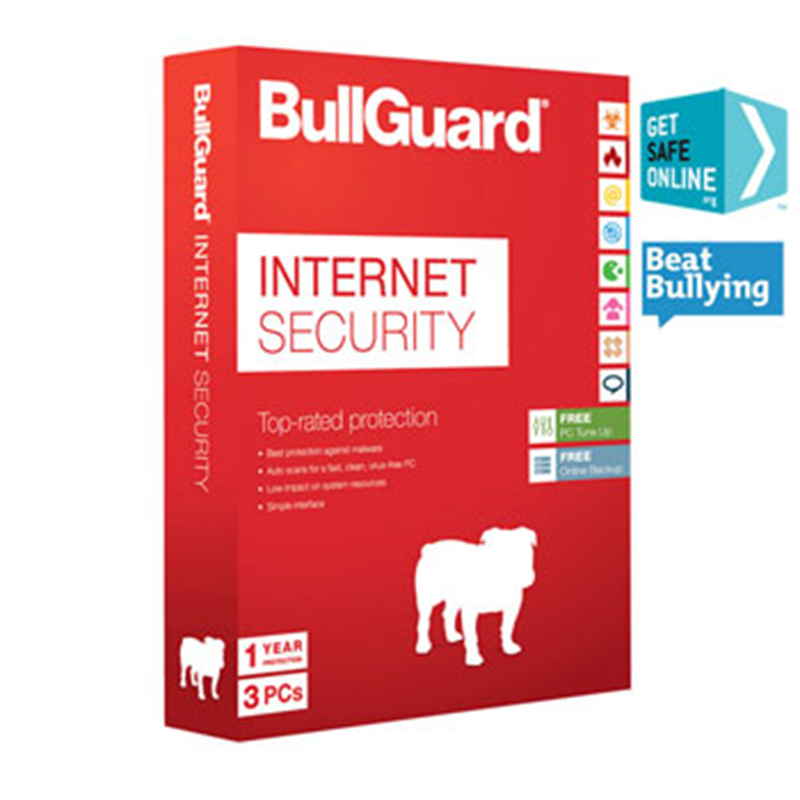 BullGuard®
INTERNET
SECURITY
Top-rated protection
• Best protection against malware
• Auto scans for a fast, clean, virus-free PC
• Low impact on system resources
• Simple interface
FREE
PC Tune Up
FREE
Online Backup
1 YEAR
PROTECTION
3 PCs
BullGuard INTERNET SECURITY
GET
SAFE
ONLINE
.org
™
Beat
Bullying